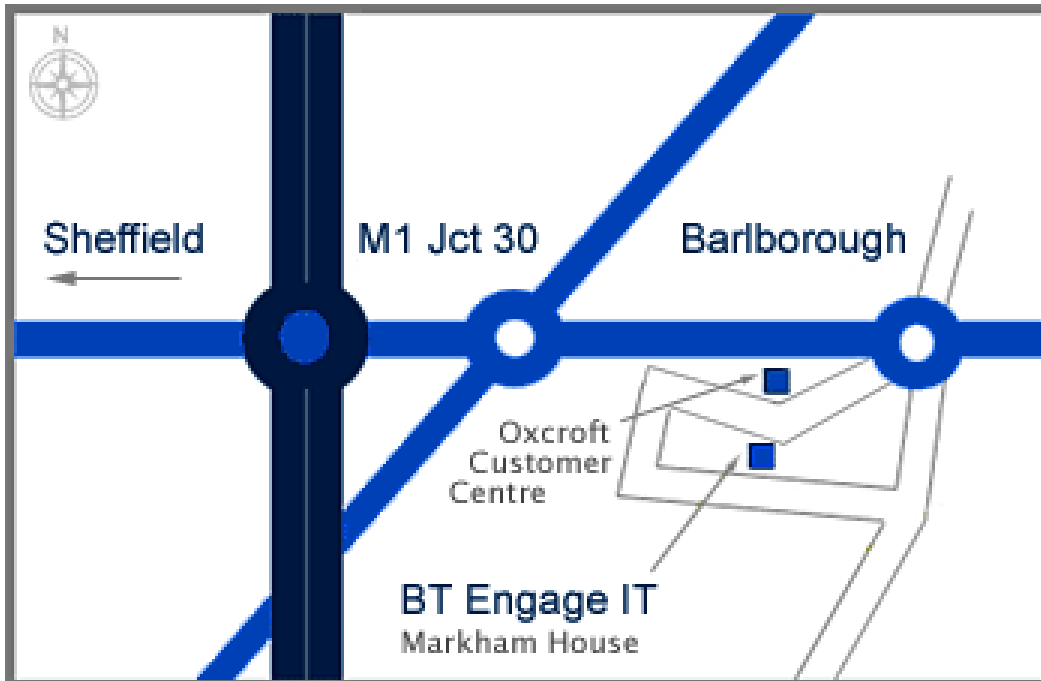 N
Sheffield
M1 Jct 30
Barlborough
Oxcroft
Customer
Centre
BT Engage IT
Markham House